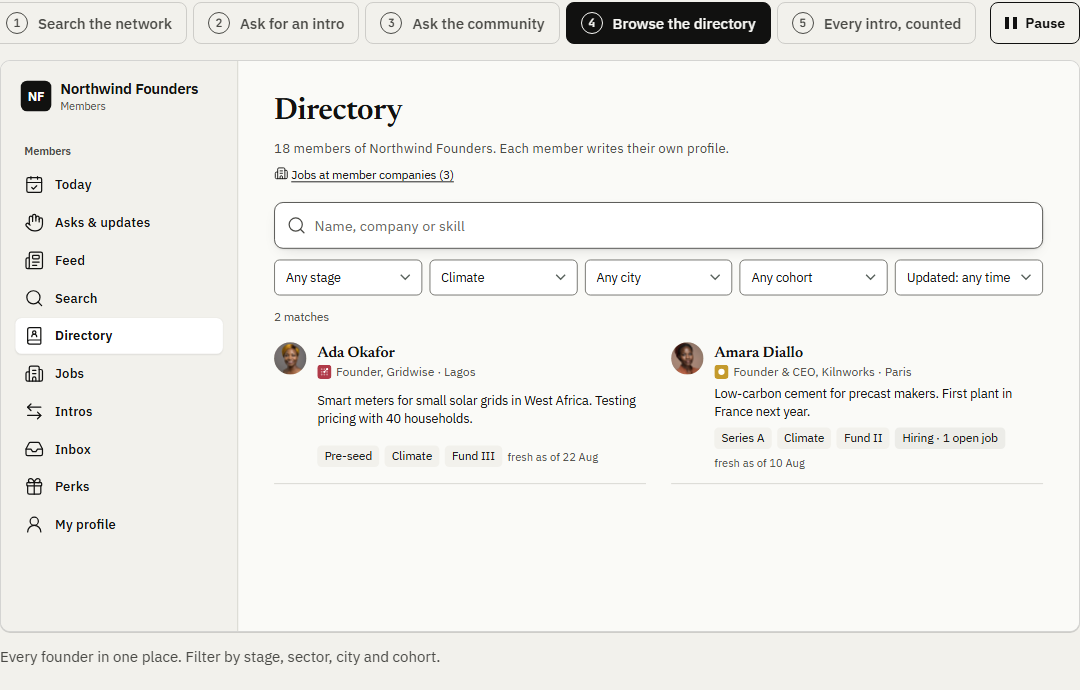 1 Search the network
2 Ask for an intro
3 Ask the community
4 Browse the directory
5 Every intro, counted
Pause
NF
Northwind Founders
Members
Members
Today
Asks & updates
Feed
Search
Directory
Jobs
Intros
Inbox
Perks
My profile
Directory
18 members of Northwind Founders. Each member writes their own profile.
Jobs at member companies (3)
Name, company or skill
Any stage
Climate
Any city
Any cohort
Updated: any time
2 matches
Ada Okafor
Founder, Gridwise · Lagos
Smart meters for small solar grids in West Africa. Testing
pricing with 40 households.
Pre-seed
Climate
Fund III
fresh as of 22 Aug
Amara Diallo
Founder & CEO, Kilnworks · Paris
Low-carbon cement for precast makers. First plant in
France next year.
Series A
Climate
Fund II
Hiring · 1 open job
fresh as of 10 Aug
Every founder in one place. Filter by stage, sector, city and cohort.